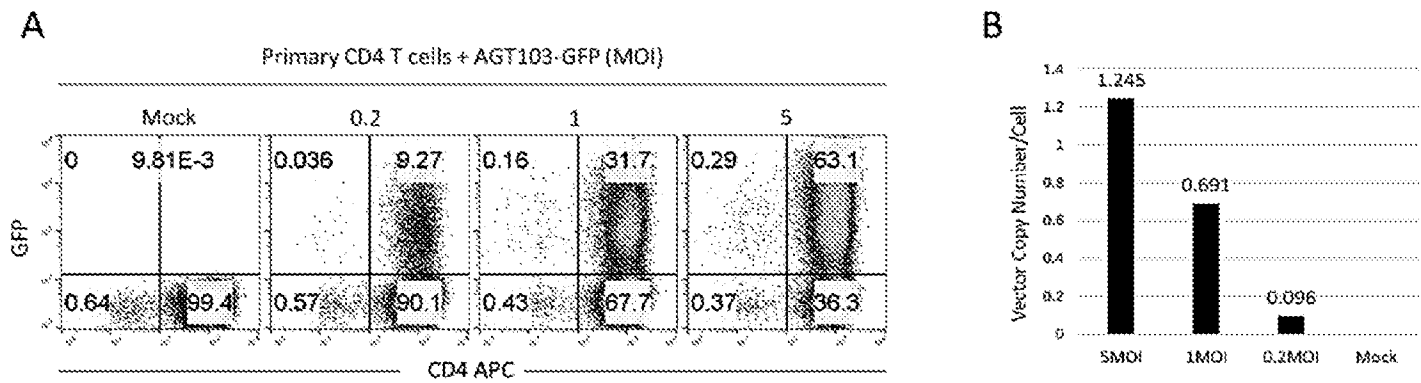 A
Primary CD4 T cells + AGT103-GFP (MOI)
Mock 0.2 1 5
0 9.81E-3 0.036 9.27 0.16 31.7 0.29 63.1
GFP
0.64 99.4 0.57 90.1 0.43 67.7 0.37 36.3
CD4 APC
B
Vector Copy Number/Cell
1.4
1.2
1
0.8
0.6
0.4
0.2
0
1.245
0.691
0.096
5MOI 1MOI 0.2MOI Mock